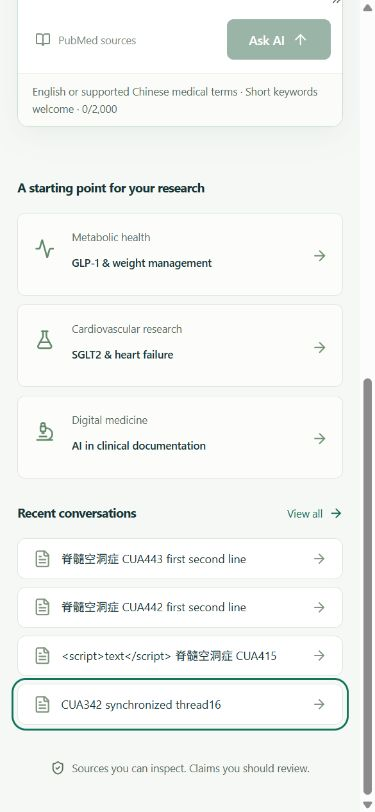 PubMed sources
Ask AI
English or supported Chinese medical terms · Short keywords
welcome · 0/2,000
A starting point for your research
Metabolic health
GLP-1 & weight management
Cardiovascular research
SGLT2 & heart failure
Digital medicine
AI in clinical documentation
Recent conversations
View all
脊髓空洞症 CUA443 first second line
脊髓空洞症 CUA442 first second line
<script>text</script> 脊髓空洞症 CUA415
CUA342 synchronized thread16
Sources you can inspect. Claims you should review.